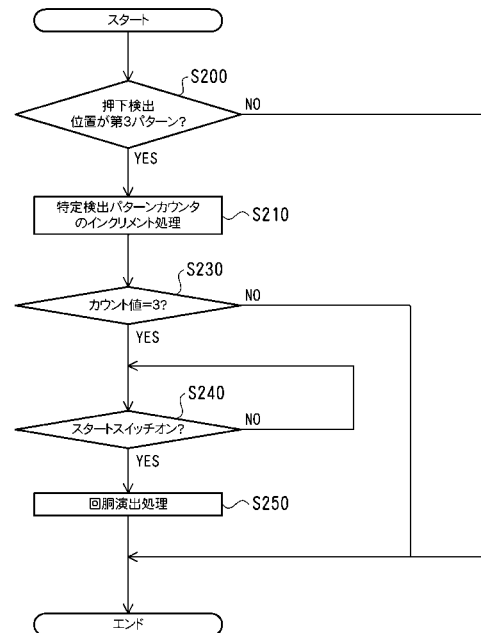 スタート
S200
押下検出
位置が第3パターン?
NO
YES
特定検出パターンカウンタ
のインクリメント処理
S210
S230
カウント値=3?
NO
YES
S240
スタートスイッチオン?
NO
YES
回胴演出処理
S250
エンド